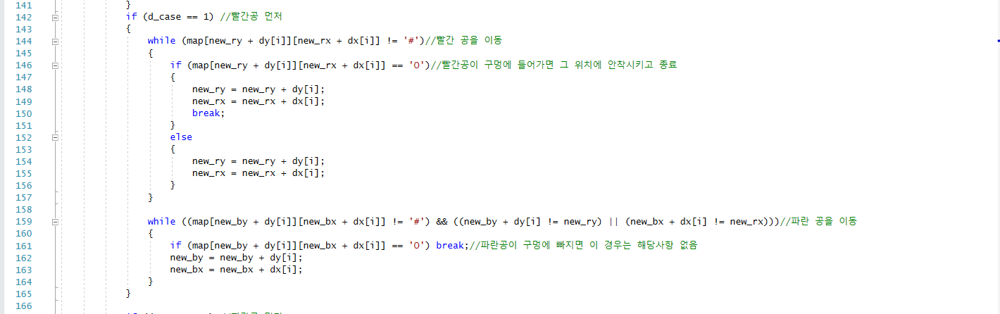 141 }
142 if (d_case == 1) //빨간공 먼저
143 {
144 while (map[new_ry + dy[i]][new_rx + dx[i]] != '#')//빨간 공을 이동
145 {
146 if (map[new_ry + dy[i]][new_rx + dx[i]] == 'O')//빨간공이 구멍에 들어가면 그 위치에 안착시키고 종료
147 {
148 new_ry = new_ry + dy[i];
149 new_rx = new_rx + dx[i];
150 break;
151 }
152 else
153 {
154 new_ry = new_ry + dy[i];
155 new_rx = new_rx + dx[i];
156 }
157 }
158
159 while ((map[new_by + dy[i]][new_bx + dx[i]] != '#') && ((new_by + dy[i] != new_ry) || (new_bx + dx[i] != new_rx)))//파란 공을 이동
160 {
161 if (map[new_by + dy[i]][new_bx + dx[i]] == 'O') break;//파란공이 구멍에 빠지면 이 경우는 해당사항 없음
162 new_by = new_by + dy[i];
163 new_bx = new_bx + dx[i];
164 }
165 }
166